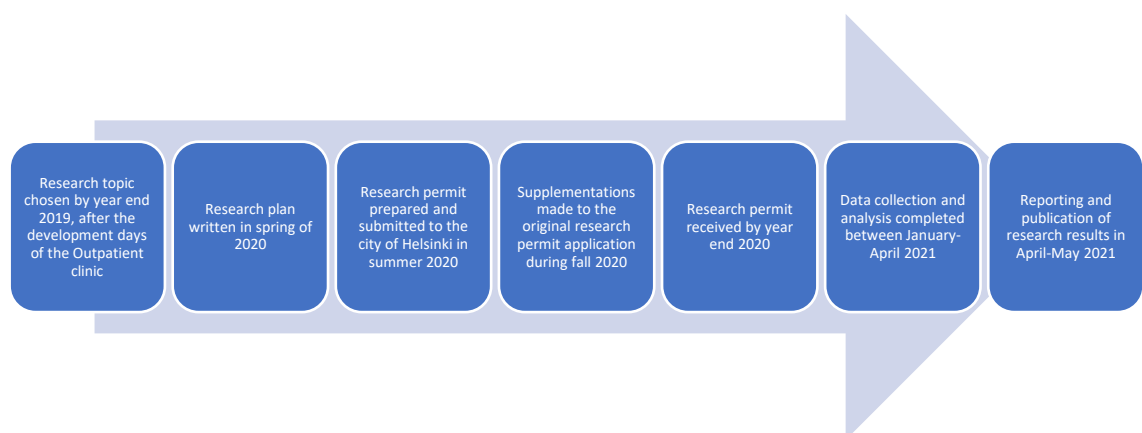 Research topic
chosen by year end
2019, after the
development days
of the Outpatient
clinic
Research plan
written in spring of
2020
Research permit
prepared and
submitted to the
city of Helsinki in
summer 2020
Supplementations
made to the
original research
permit application
during fall 2020
Research permit
received by year
end 2020
Data collection and
analysis completed
between January-
April 2021
Reporting and
publication of
research results in
April-May 2021